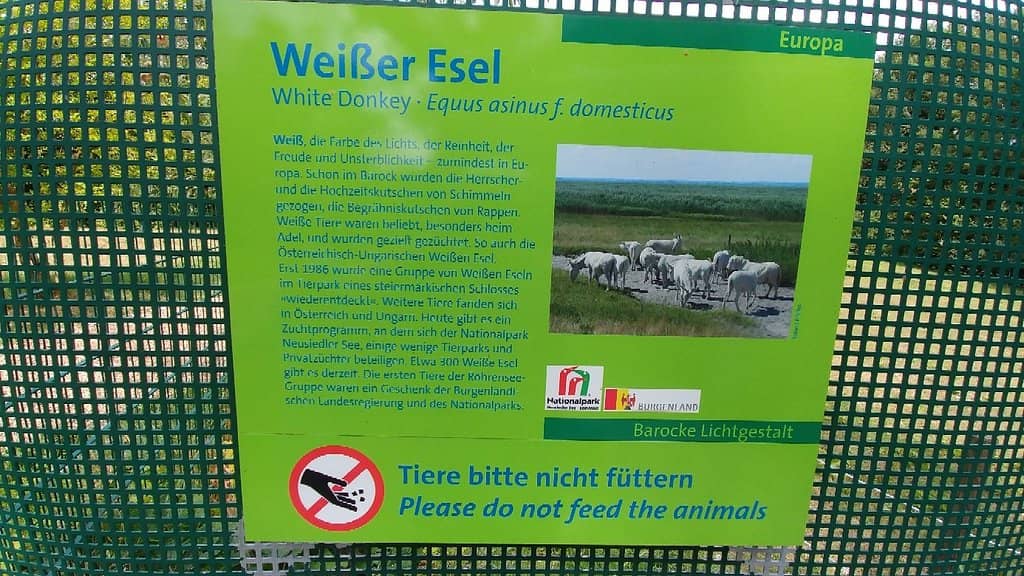 Europa
Weißer Esel
White Donkey · Equus asinus f. domesticus
Weiß, die Farbe des Lichts, der Reinheit, der
Freude und Unsterblichkeit – zumindest in Eu-
ropa. Schon im Barock wurden die Herrscher-
und die Hochzeitskutschen von Schimmeln
gezogen, die Begräbniskutschen von Rappen.
Weiße Tiere waren beliebt, besonders beim
Adel, und wurden gezielt gezüchtet. So auch die
Österreichisch-Ungarischen Weißen Esel.
Erst 1986 wurde eine Gruppe von Weißen Eseln
im Tierpark eines steiermärkischen Schlosses
»wiederentdeckt«. Weitere Tiere fanden sich
in Österreich und Ungarn. Heute gibt es ein
Zuchtprogramm, an dem sich der Nationalpark
Neusiedler See, einige wenige Tierparks und
Privatzüchter beteiligen. Etwa 300 Weiße Esel
gibt es derzeit. Die ersten Tiere der Röhrensee-
Gruppe waren ein Geschenk der Burgenländi-
schen Landesregierung und des Nationalparks.
Nationalpark
Neusiedler See
BURGENLAND
Barocke Lichtgestalt
Tiere bitte nicht füttern
Please do not feed the animals